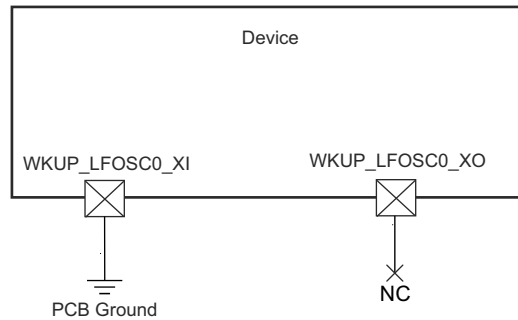 Device
WKUP_LFOSC0_XI
WKUP_LFOSC0_XO
PCB Ground
NC